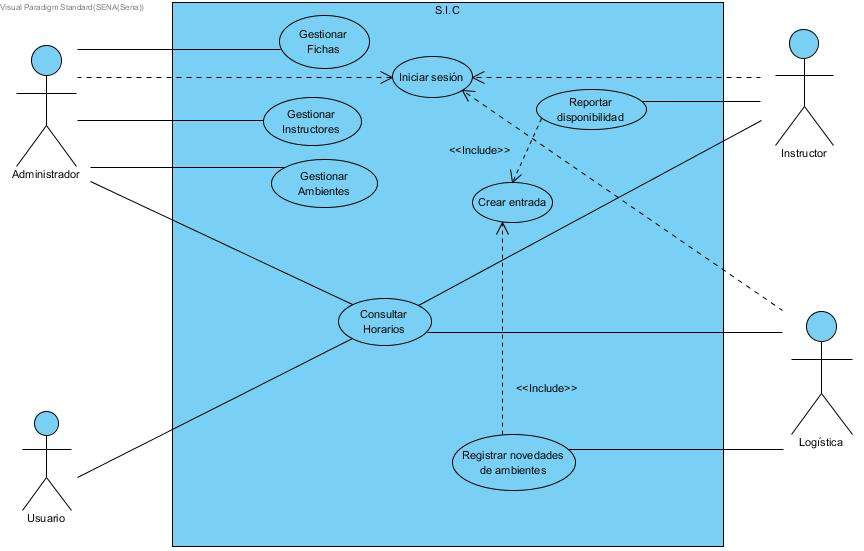 Visual Paradigm Standard(SENA(Sena))
S.I.C
Gestionar
Fichas
Iniciar sesión
Reportar
disponibilidad
Gestionar
Instructores
<<Include>>
Instructor
Administrador
Gestionar
Ambientes
Crear entrada
Consultar
Horarios
<<Include>>
Logística
Registrar novedades
de ambientes
Usuario